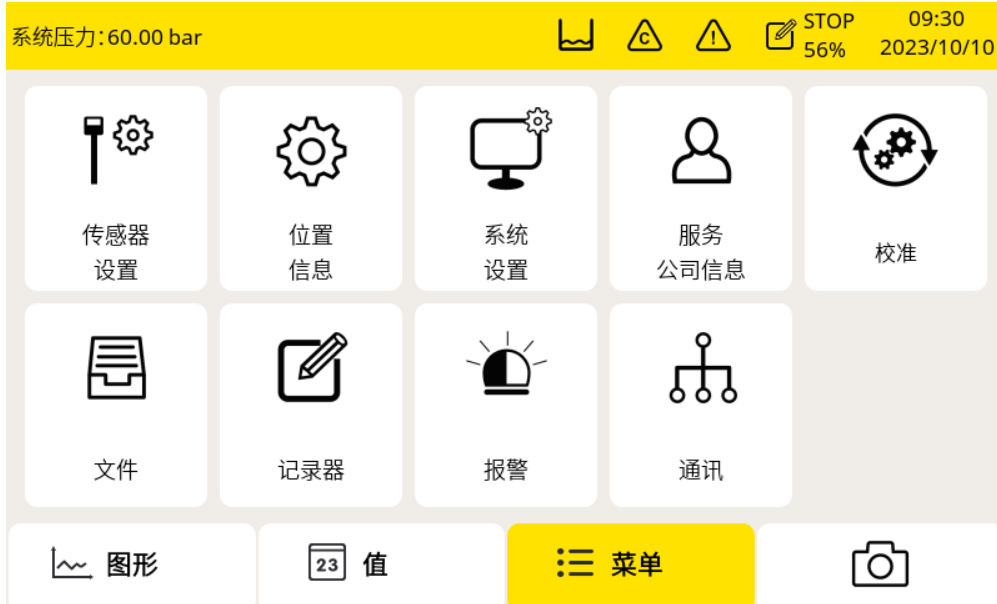 系统压力：60.00 bar
C
!
STOP
56%
09:30
2023/10/10
传感器
设置
位置
信息
系统
设置
服务
公司信息
校准
文件
记录器
报警
通讯
图形
23
值
菜单